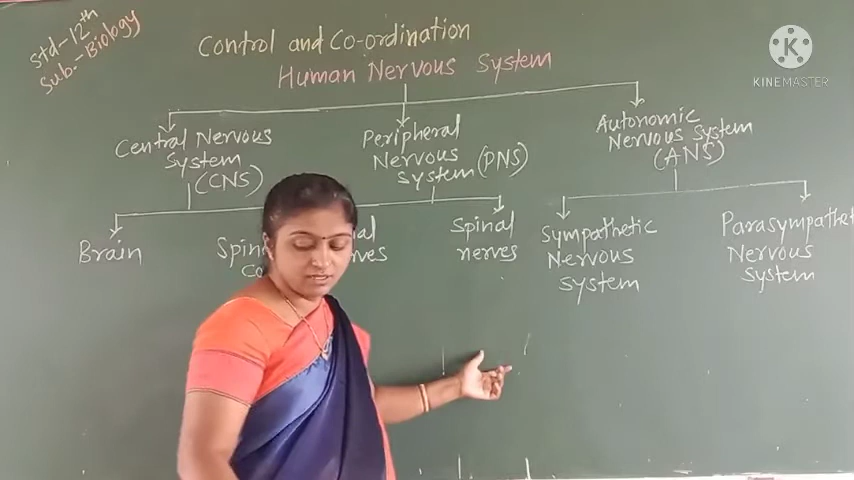 Std-12th
Sub.-Biology
Control and Co-ordination
Human Nervous System
KINEMASTER
Central Nervous
System
(CNS)
Peripheral
Nervous
System (PNS)
Autonomic
Nervous System
(ANS)
Brain
Spinal
nerves
Sympathetic
Nervous
System
Nervous
System